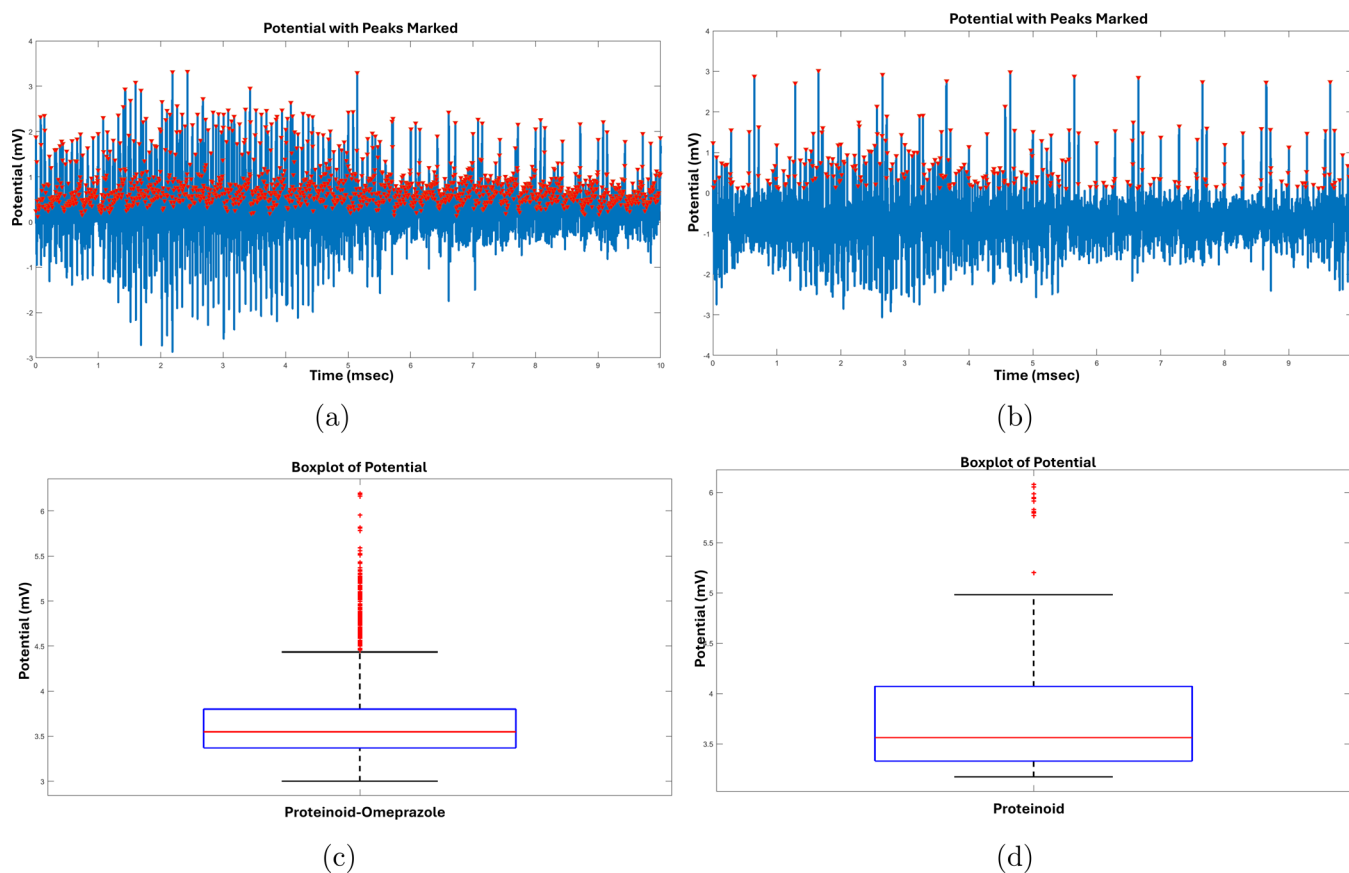 Potential with Peaks Marked
Potential (mV)
4
3
2
1
0
-1
-2
-3
0 1 2 3 4 5 6 7 8 9 10
Time (msec)
(a)
Potential with Peaks Marked
Potential (mV)
4
3
2
1
0
-1
-2
-3
-4
0 1 2 3 4 5 6 7 8 9
Time (msec)
(b)
Boxplot of Potential
Potential (mV)
6
5.5
5
4.5
4
3.5
3
Proteinoid-Omeprazole
(c)
Boxplot of Potential
Potential (mV)
6
5.5
5
4.5
4
3.5
Proteinoid
(d)